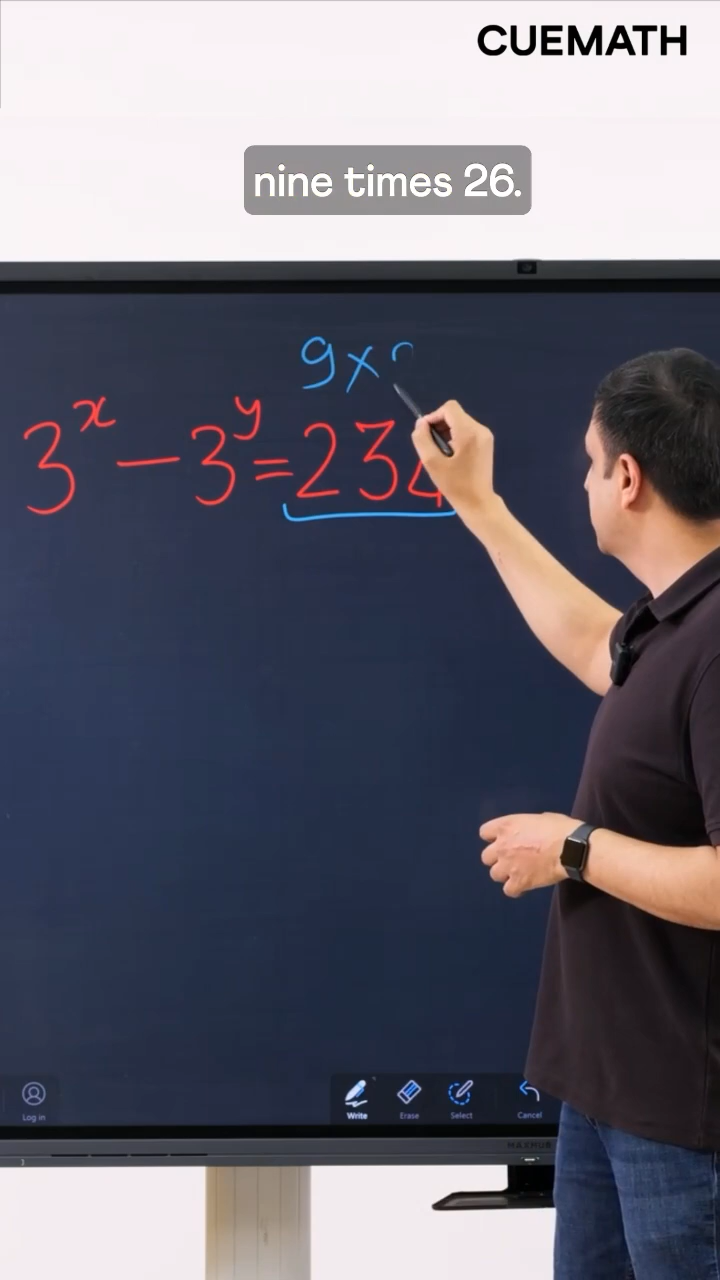 CUEMATH
nine times 26.
9×
3^x − 3^y = 234
Log in
Write
Erase
Select
Cancel